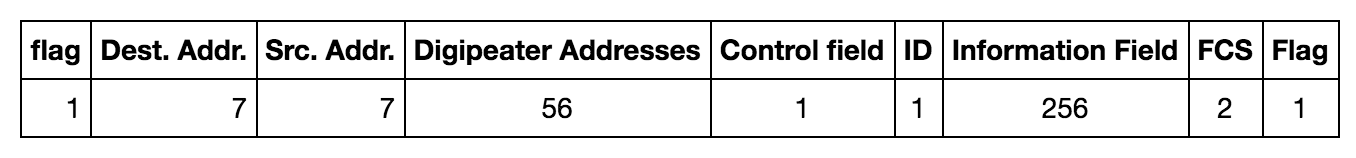 flag Dest. Addr. Src. Addr. Digipeater Addresses Control field ID Information Field FCS Flag
1 7 7 56 1 1 256 2 1